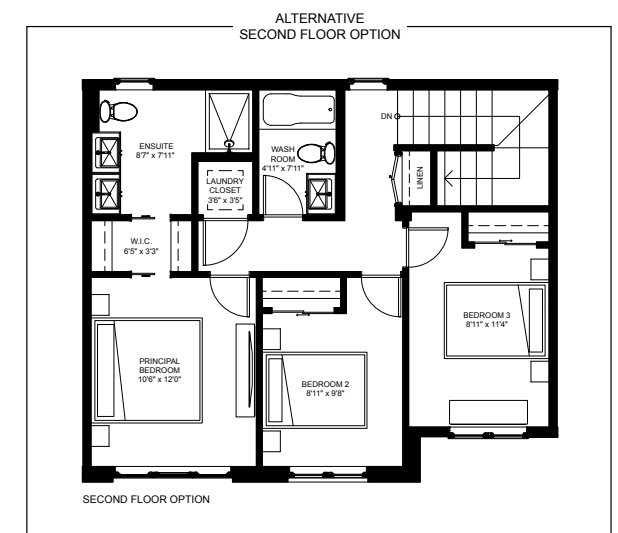 ALTERNATIVE
SECOND FLOOR OPTION
DN
ENSUITE
8'7" x 7'11"
WASH
ROOM
4'11" x 7'11"
LAUNDRY
CLOSET
3'6" x 3'5"
LINEN
W.I.C.
6'5" x 3'3"
BEDROOM 3
8'11" x 11'4"
PRINCIPAL
BEDROOM
10'6" x 12'0"
BEDROOM 2
8'11" x 9'8"
SECOND FLOOR OPTION